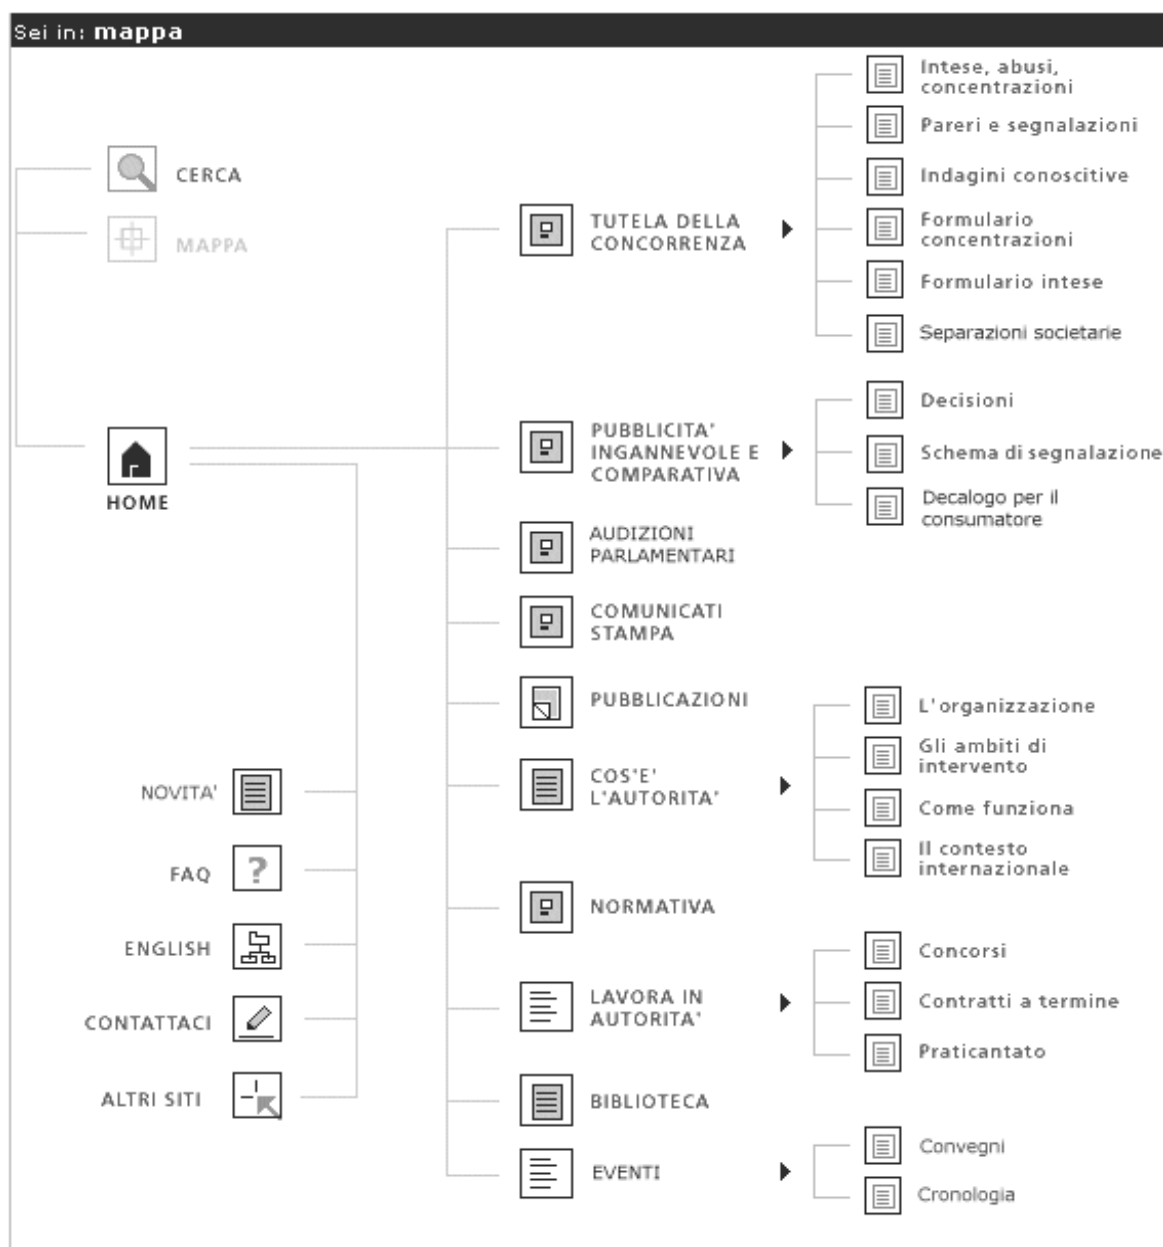 Sei in: mappa
CERCA
MAPPA
HOME
NOVITA'
FAQ
ENGLISH
CONTATTACI
ALTRI SITI
TUTELA DELLA
CONCORRENZA
Intese, abusi,
concentrazioni
Pareri e segnalazioni
Indagini conoscitive
Formulario
concentrazioni
Formulario intese
Separazioni societarie
PUBBLICITA'
INGANNEVOLE E
COMPARATIVA
Decisioni
Schema di segnalazione
Decalogo per il
consumatore
AUDIZIONI
PARLAMENTARI
COMUNICATI
STAMPA
PUBBLICAZIONI
COS'E'
L'AUTORITA'
L'organizzazione
Gli ambiti di
intervento
Come funziona
Il contesto
internazionale
NORMATIVA
LAVORA IN
AUTORITA'
Concorsi
Contratti a termine
Praticantato
BIBLIOTECA
EVENTI
Convegni
Cronologia